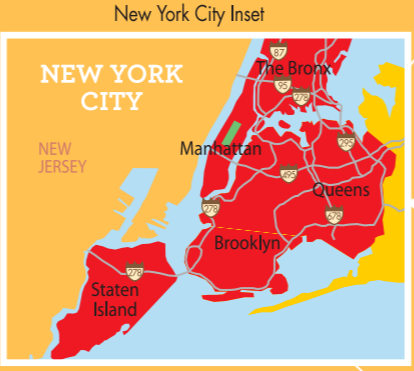 New York City Inset
NEW YORK
CITY
87
The Bronx
95
278
NEW
JERSEY
Manhattan
295
495
Queens
278
678
Brooklyn
278
Staten
Island